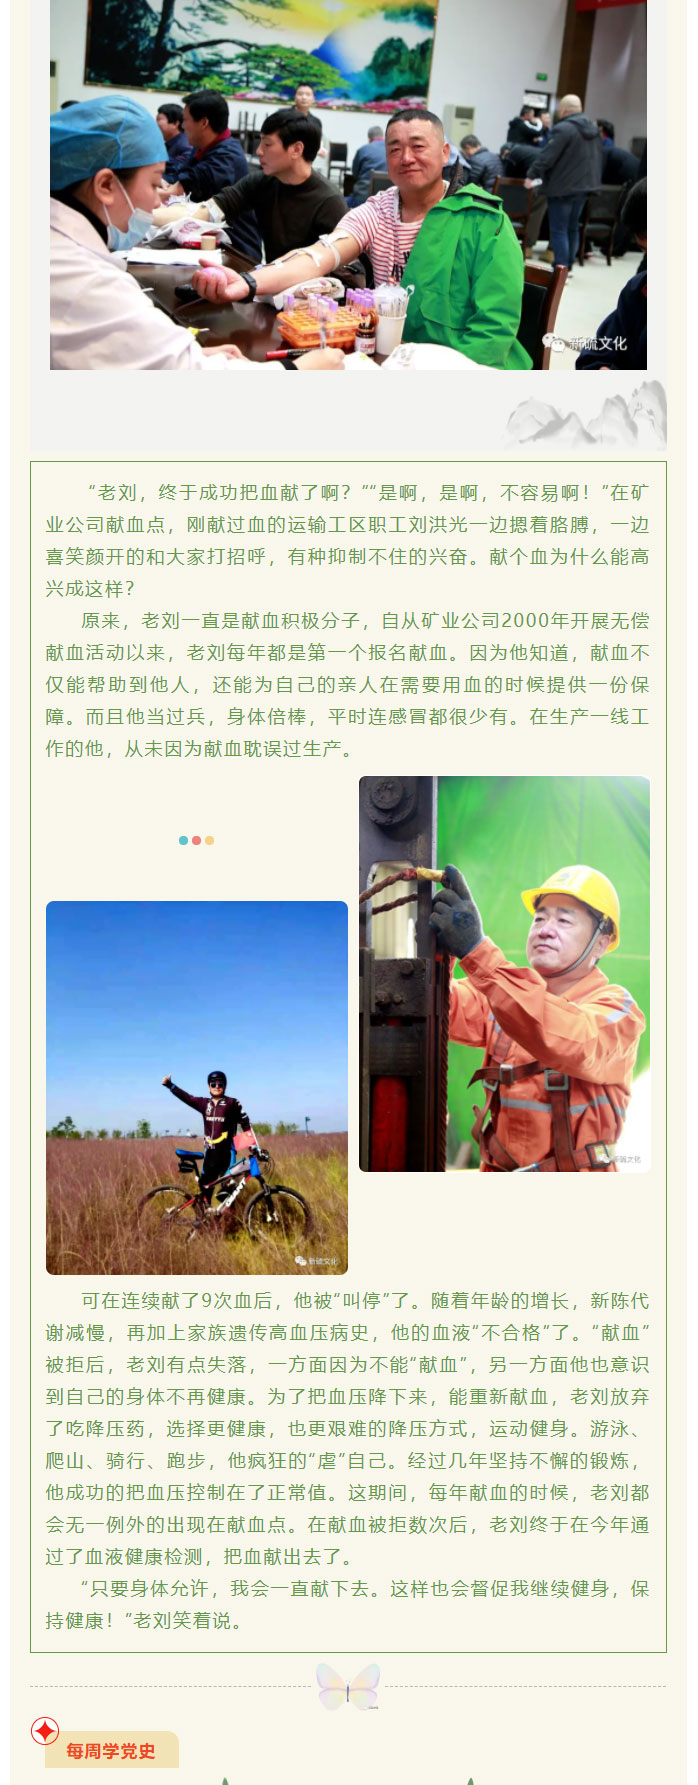 新硫文化
“老刘，终于成功把血献了啊？”“是啊，是啊，不容易啊！”在矿
业公司献血点，刚献过血的运输工区职工刘洪光一边摁着胳膊，一边
喜笑颜开的和大家打招呼，有种抑制不住的兴奋。献个血为什么能高
兴成这样？
原来，老刘一直是献血积极分子，自从矿业公司2000年开展无偿
献血活动以来，老刘每年都是第一个报名献血。因为他知道，献血不
仅能帮助到他人，还能为自己的亲人在需要用血的时候提供一份保
障。而且他当过兵，身体倍棒，平时连感冒都很少有。在生产一线工
作的他，从未因为献血耽误过生产。
新硫文化
新硫文化
可在连续献了9次血后，他被“叫停”了。随着年龄的增长，新陈代
谢减慢，再加上家族遗传高血压病史，他的血液“不合格”了。“献血”
被拒后，老刘有点失落，一方面因为不能“献血”，另一方面他也意识
到自己的身体不再健康。为了把血压降下来，能重新献血，老刘放弃
了吃降压药，选择更健康，也更艰难的降压方式，运动健身。游泳、
爬山、骑行、跑步，他疯狂的“虐”自己。经过几年坚持不懈的锻炼，
他成功的把血压控制在了正常值。这期间，每年献血的时候，老刘都
会无一例外的出现在献血点。在献血被拒数次后，老刘终于在今年通
过了血液健康检测，把血献出去了。
“只要身体允许，我会一直献下去。这样也会督促我继续健身，保
持健康！”老刘笑着说。
每周学党史